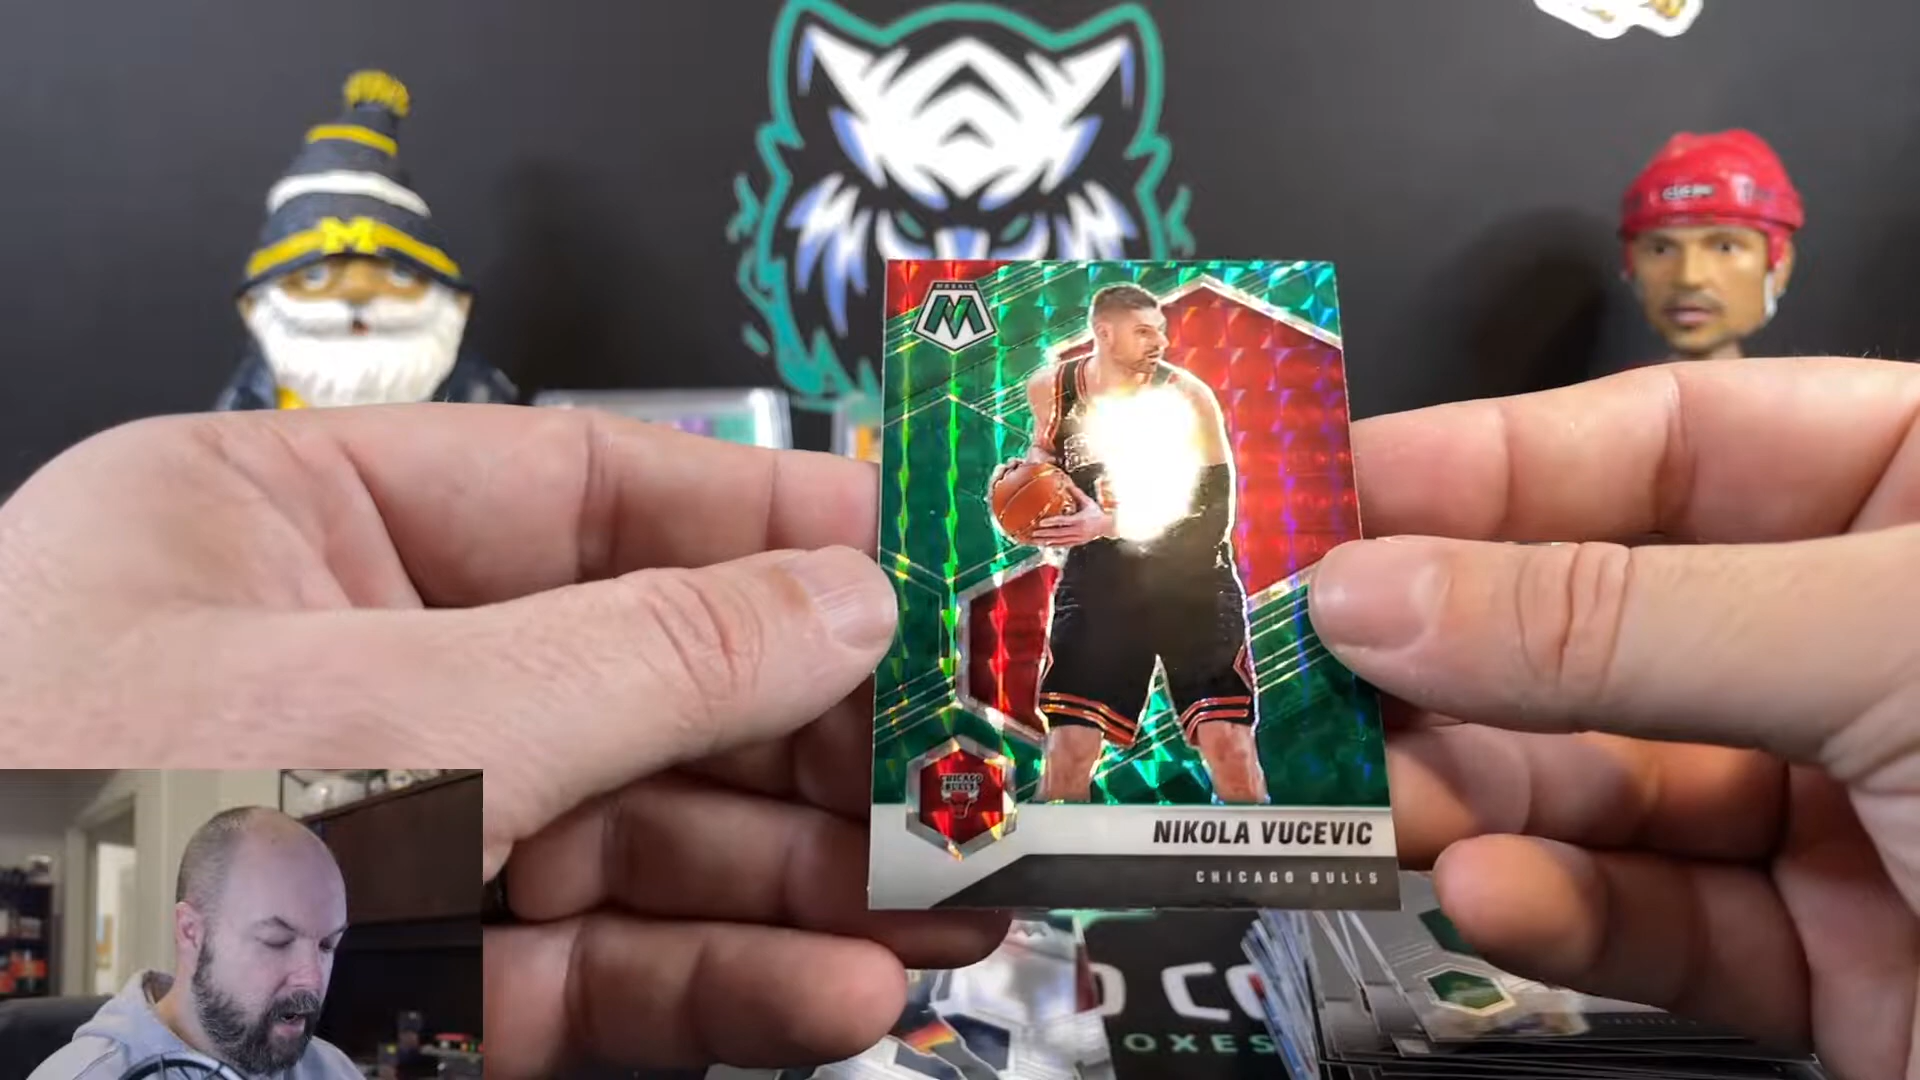 M
MOSAIC
M
CHICAGO
BULLS
NIKOLA VUCEVIC
CHICAGO BULLS
OXES